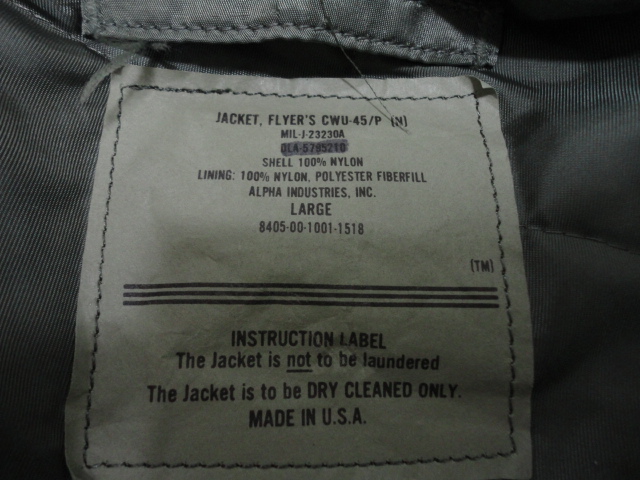 JACKET, FLYER'S CWU-45/P (N)
MIL-J-23230A
SHELL 100% NYLON
LINING: 100% NYLON, POLYESTER FIBERFILL
ALPHA INDUSTRIES, INC.
LARGE
8405-00-1001-1518
(TM)
INSTRUCTION LABEL
The Jacket is not to be laundered
The Jacket is to be DRY CLEANED ONLY.
MADE IN U.S.A.